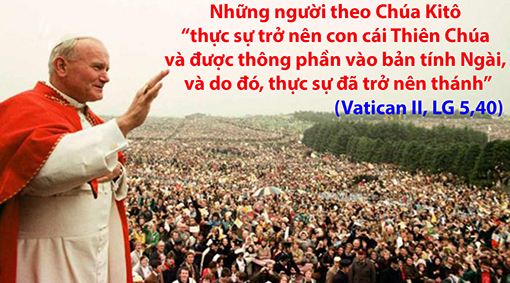 Những người theo Chúa Kitô
“thực sự trở nên con cái Thiên Chúa
và được thông phần vào bản tính Ngài,
và do đó, thực sự đã trở nên thánh”
(Vatican II, LG 5,40)